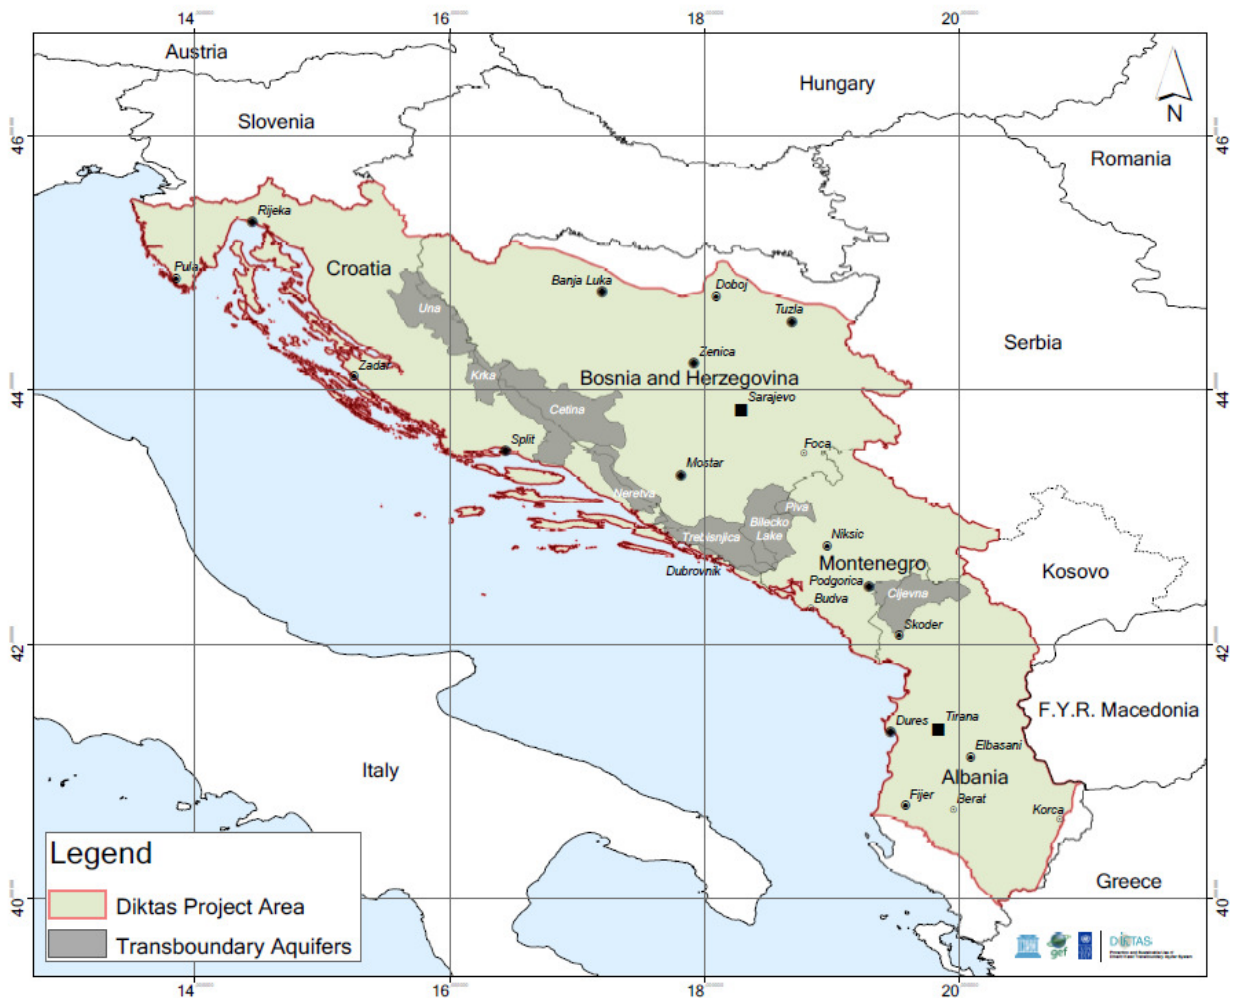 14
16
18
20
Austria
Hungary
N
Slovenia
46
46
Romania
Rijeka
Croatia
Pula
Banja Luka
Doboj
Una
Tuzla
Serbia
Zenica
Zadar
Krka
Bosnia and Herzegovina
44
44
Sarajevo
Cetina
Split
Foca
Mostar
Neretva
Piva
Bilecko
Lake
Trebisnjica
Niksic
Montenegro
Dubrovnik
Kosovo
Podgorica
Cijevna
Budva
Skoder
42
42
F.Y.R. Macedonia
Dures
Tirana
Elbasani
Italy
Albania
Fijer
Berat
Korca
Legend
Greece
40
40
Diktas Project Area
Transboundary Aquifers
gef
DIKTAS
14
16
18
20